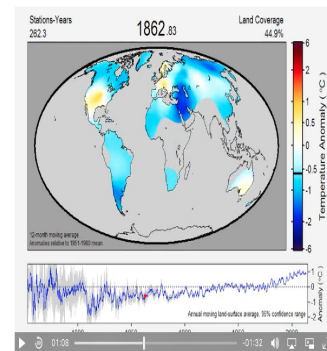 Stations-Years
1862.83
Land Coverage
262.3
44.9%
6
2
1
0.5
0
-0.5
-1
-2
-6
Temperature Anomaly (°C)
12-month moving average
Anomalies relative to 1951-1980 mean
1
0
-1
-2
Anomaly (°C)
Annual moving land-surface average, 95% confidence range
01:08
-01:32